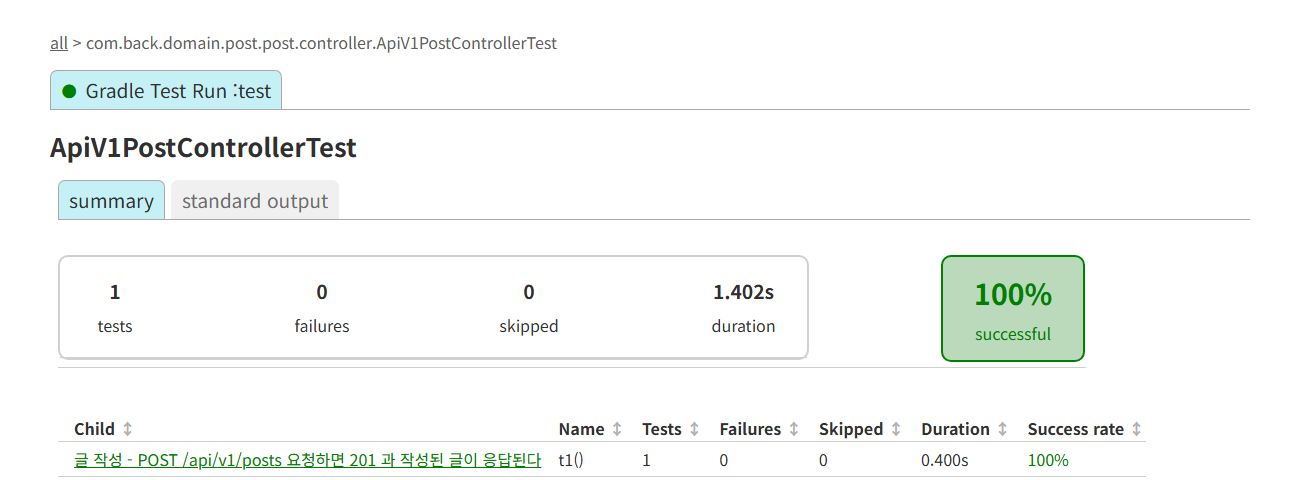 all > com.back.domain.post.post.controller.ApiV1PostControllerTest
Gradle Test Run :test
ApiV1PostControllerTest
summary standard output
1 0 0 1.402s 100%
tests failures skipped duration successful
Child Name Tests Failures Skipped Duration Success rate
글 작성 - POST /api/v1/posts 요청하면 201 과 작성된 글이 응답된다 t1() 1 0 0 0.400s 100%